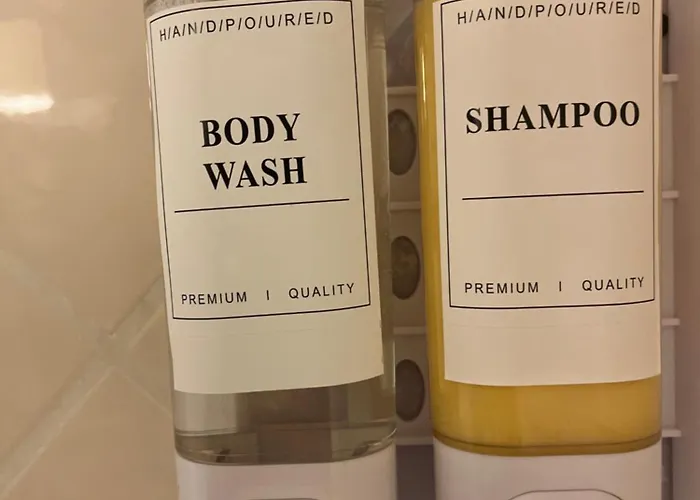 H/A/N/D/P/O/U/R/E/D
BODY
WASH
PREMIUM | QUALITY
H/A/N/D/P/O/U/R/E/D
SHAMPOO
PREMIUM | QUALITY